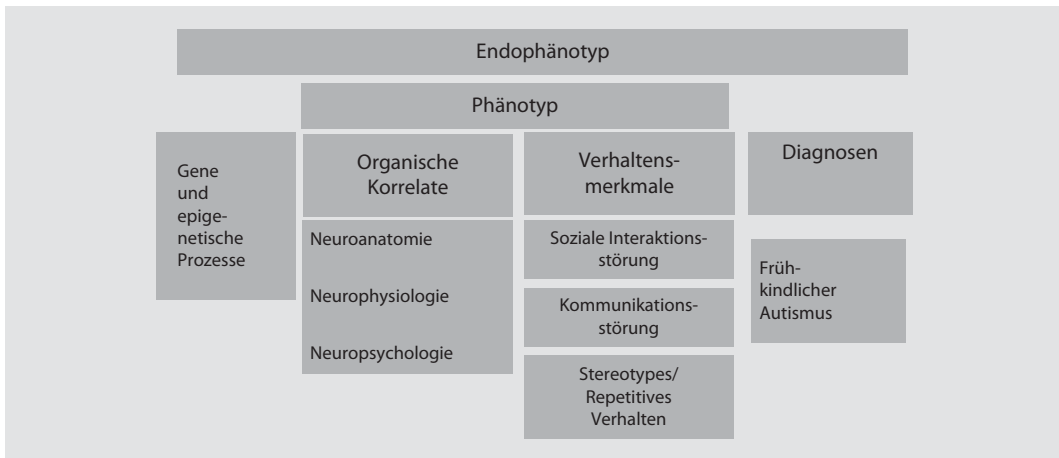 Endophänotyp
Phänotyp
Gene
und
epige-
netische
Prozesse
Organische
Korrelate
Neuroanatomie
Neurophysiologie
Neuropsychologie
Verhaltens-
merkmale
Soziale Interaktions-
störung
Kommunikations-
störung
Stereotypes/
Repetitives
Verhalten
Diagnosen
Früh-
kindlicher
Autismus